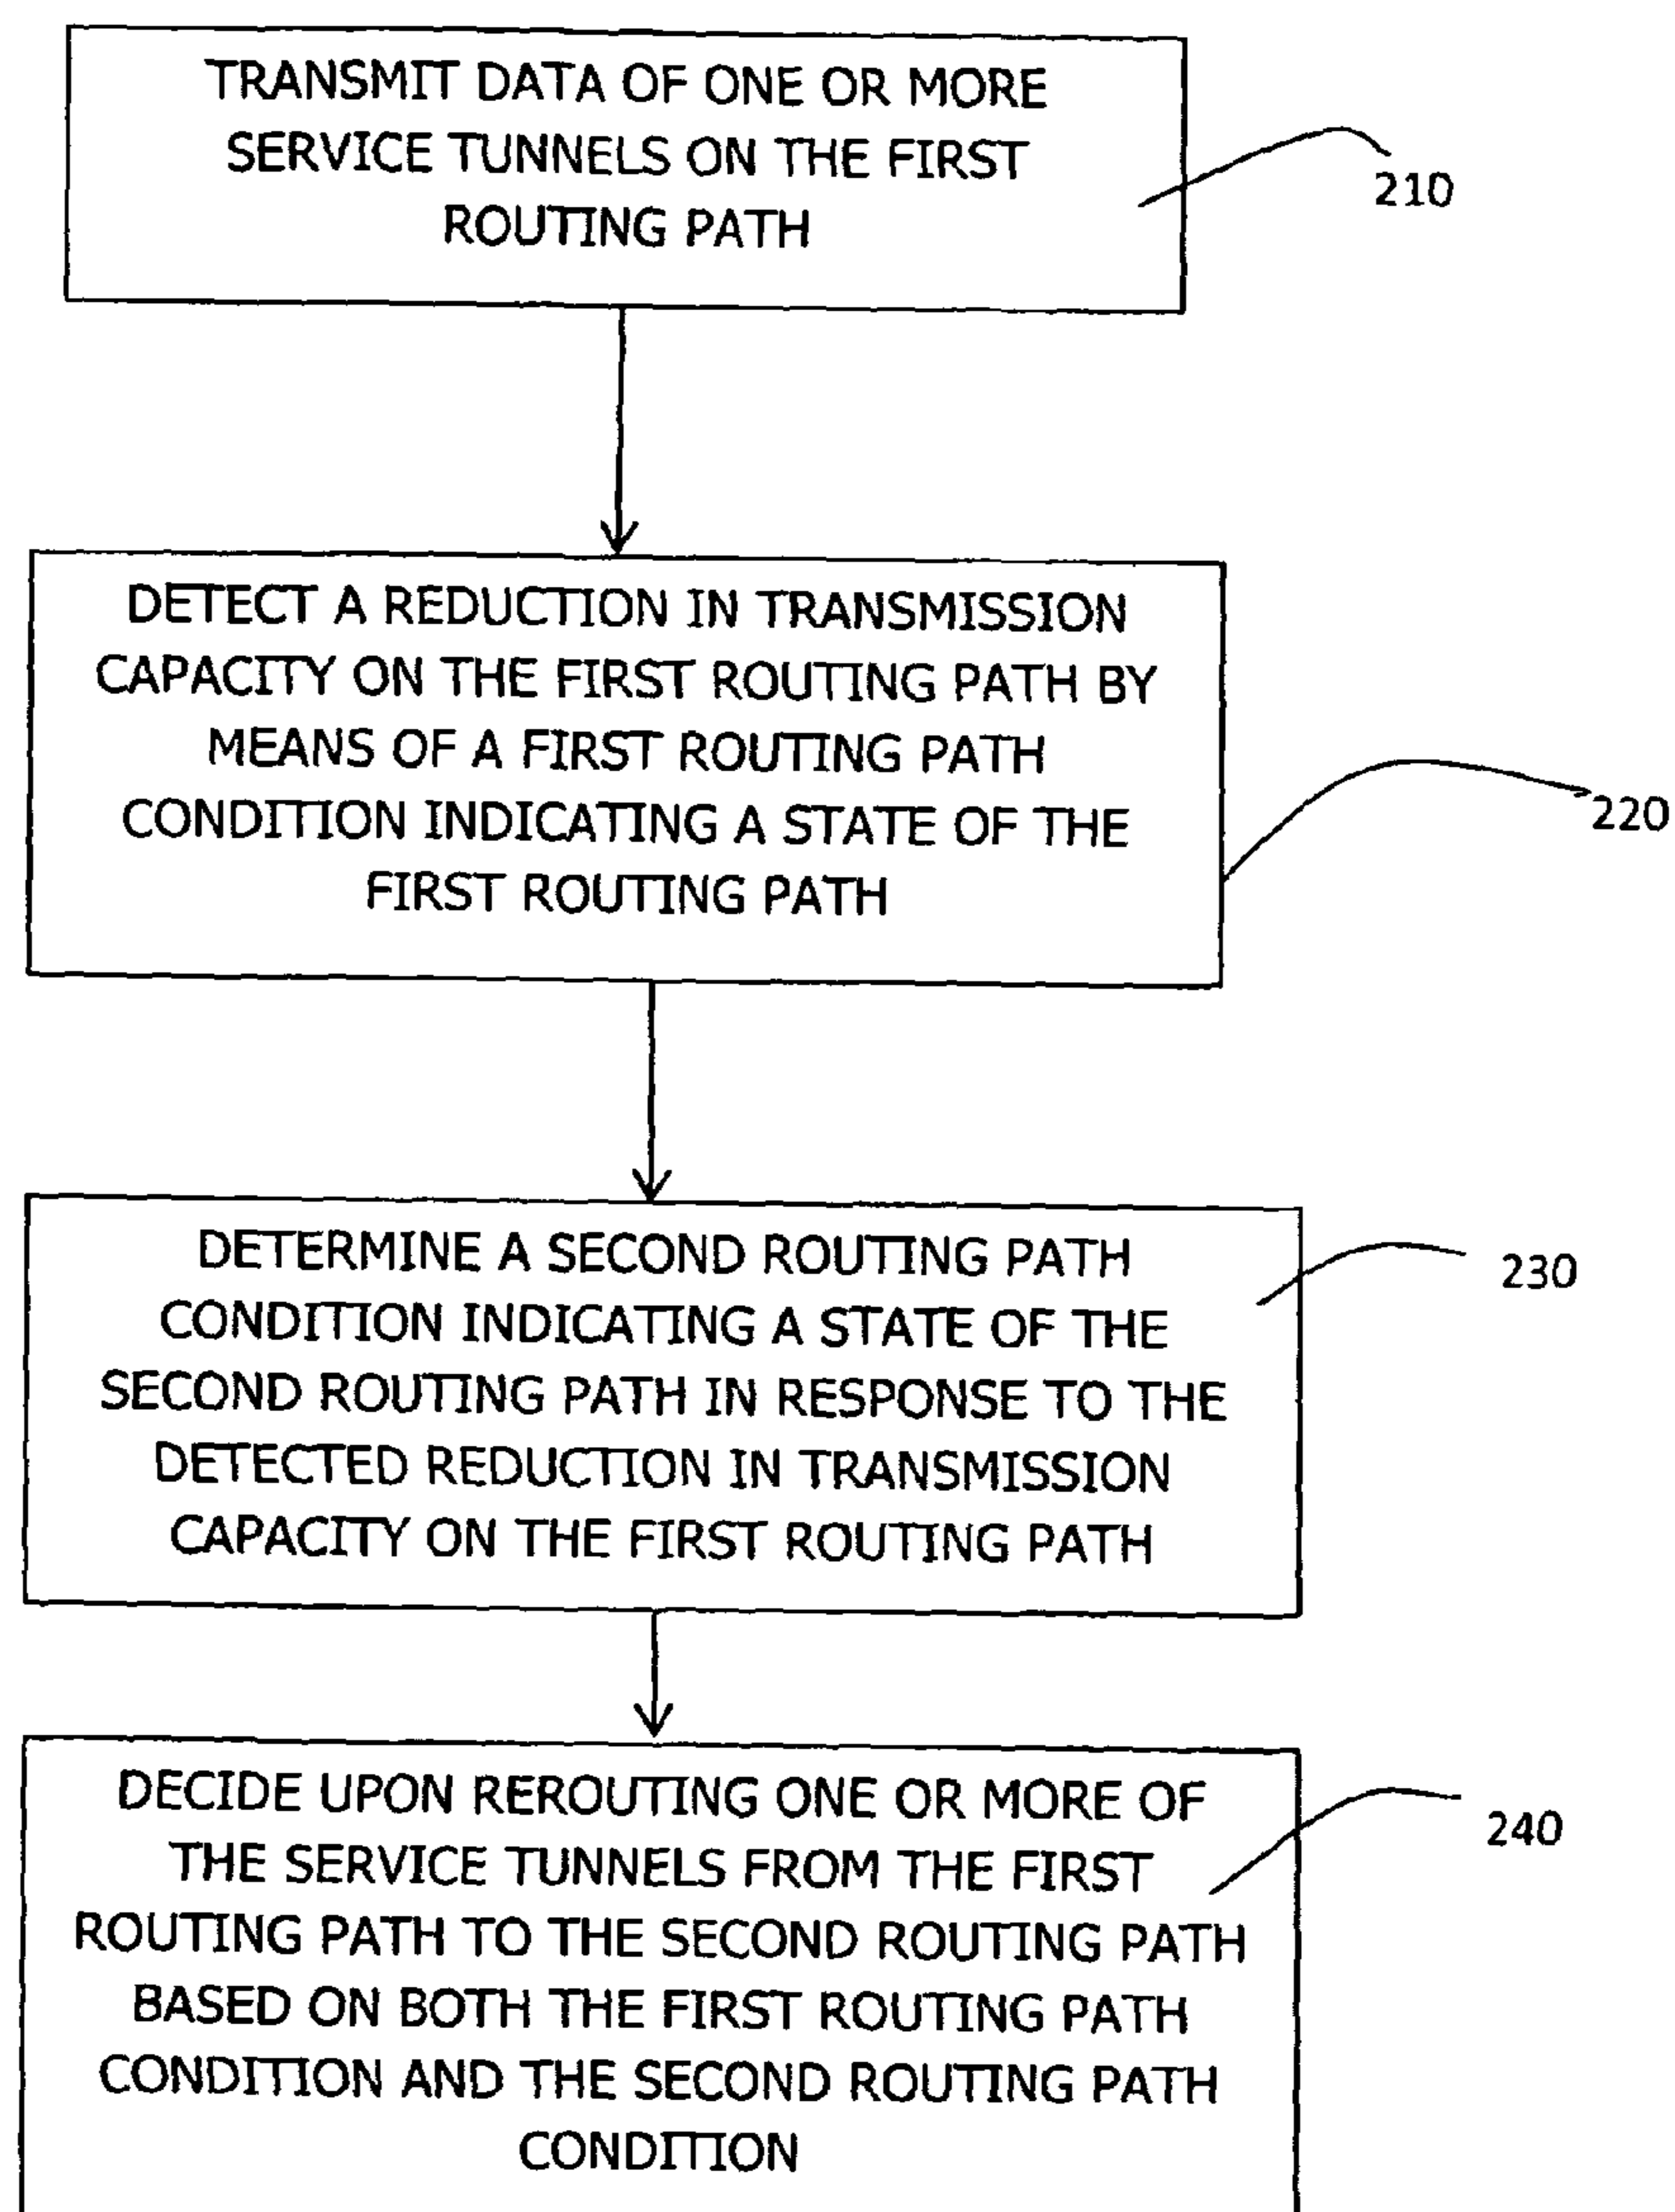 TRANSMIT DATA OF ONE OR MORE
SERVICE TUNNELS ON THE FIRST
ROUTING PATH
210
DETECT A REDUCTION IN TRANSMISSION
CAPACITY ON THE FIRST ROUTING PATH BY
MEANS OF A FIRST ROUTING PATH
CONDITION INDICATING A STATE OF THE
FIRST ROUTING PATH
220
DETERMINE A SECOND ROUTING PATH
CONDITION INDICATING A STATE OF THE
SECOND ROUTING PATH IN RESPONSE TO THE
DETECTED REDUCTION IN TRANSMISSION
CAPACITY ON THE FIRST ROUTING PATH
230
DECIDE UPON REROUTING ONE OR MORE OF
THE SERVICE TUNNELS FROM THE FIRST
ROUTING PATH TO THE SECOND ROUTING PATH
BASED ON BOTH THE FIRST ROUTING PATH
CONDITION AND THE SECOND ROUTING PATH
CONDITION
240